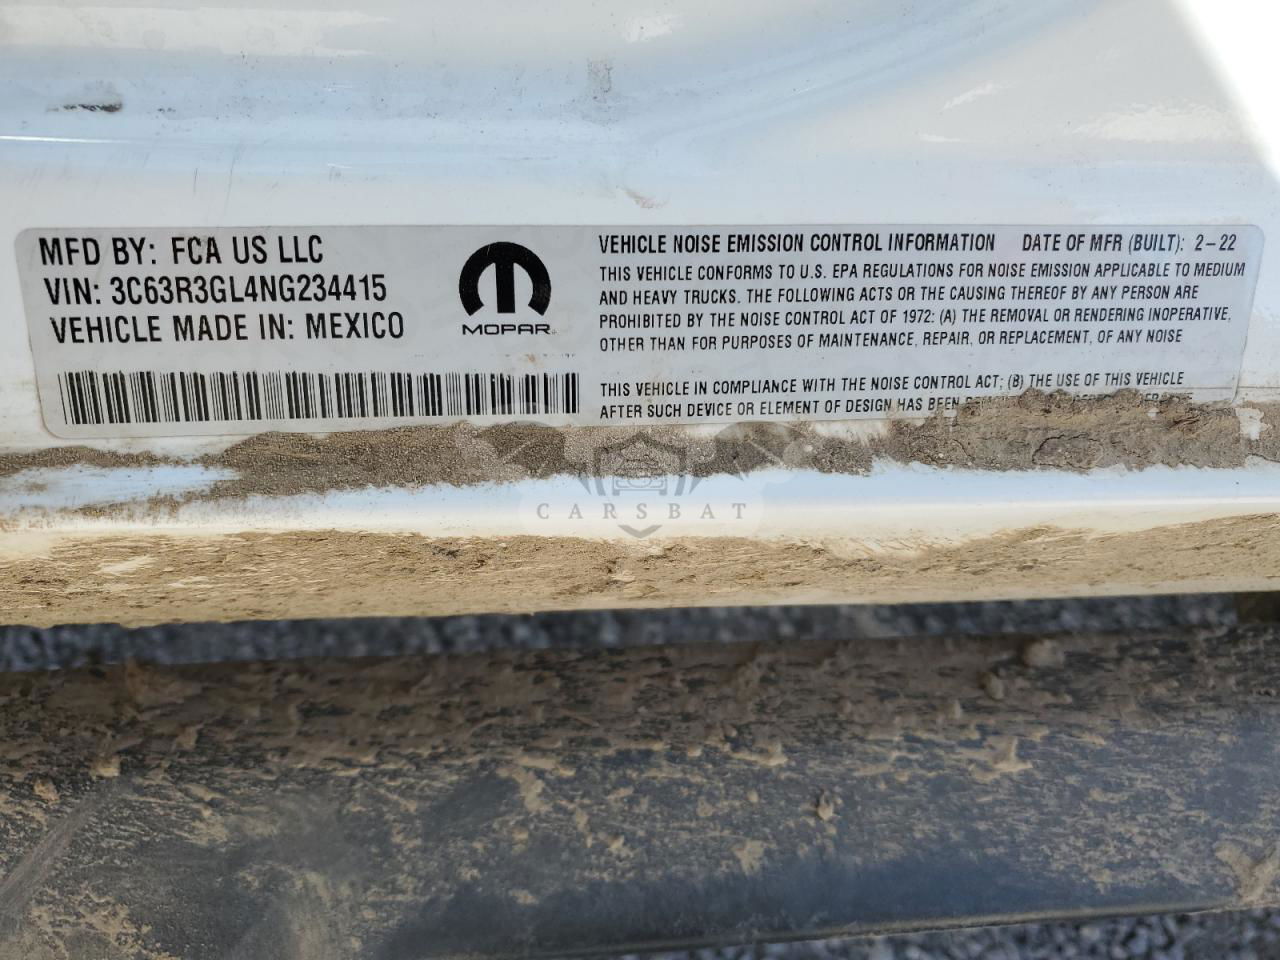 MFD BY: FCA US LLC
VIN: 3C63R3GL4NG234415
VEHICLE MADE IN: MEXICO
MOPAR
VEHICLE NOISE EMISSION CONTROL INFORMATION DATE OF MFR (BUILT): 2-22
THIS VEHICLE CONFORMS TO U.S. EPA REGULATIONS FOR NOISE EMISSION APPLICABLE TO MEDIUM
AND HEAVY TRUCKS. THE FOLLOWING ACTS OR THE CAUSING THEREOF BY ANY PERSON ARE
PROHIBITED BY THE NOISE CONTROL ACT OF 1972: (A) THE REMOVAL OR RENDERING INOPERATIVE,
OTHER THAN FOR PURPOSES OF MAINTENANCE, REPAIR, OR REPLACEMENT, OF ANY NOISE
THIS VEHICLE IN COMPLIANCE WITH THE NOISE CONTROL ACT; (B) THE USE OF THIS VEHICLE
AFTER SUCH DEVICE OR ELEMENT OF DESIGN HAS BEEN
CARSBAT